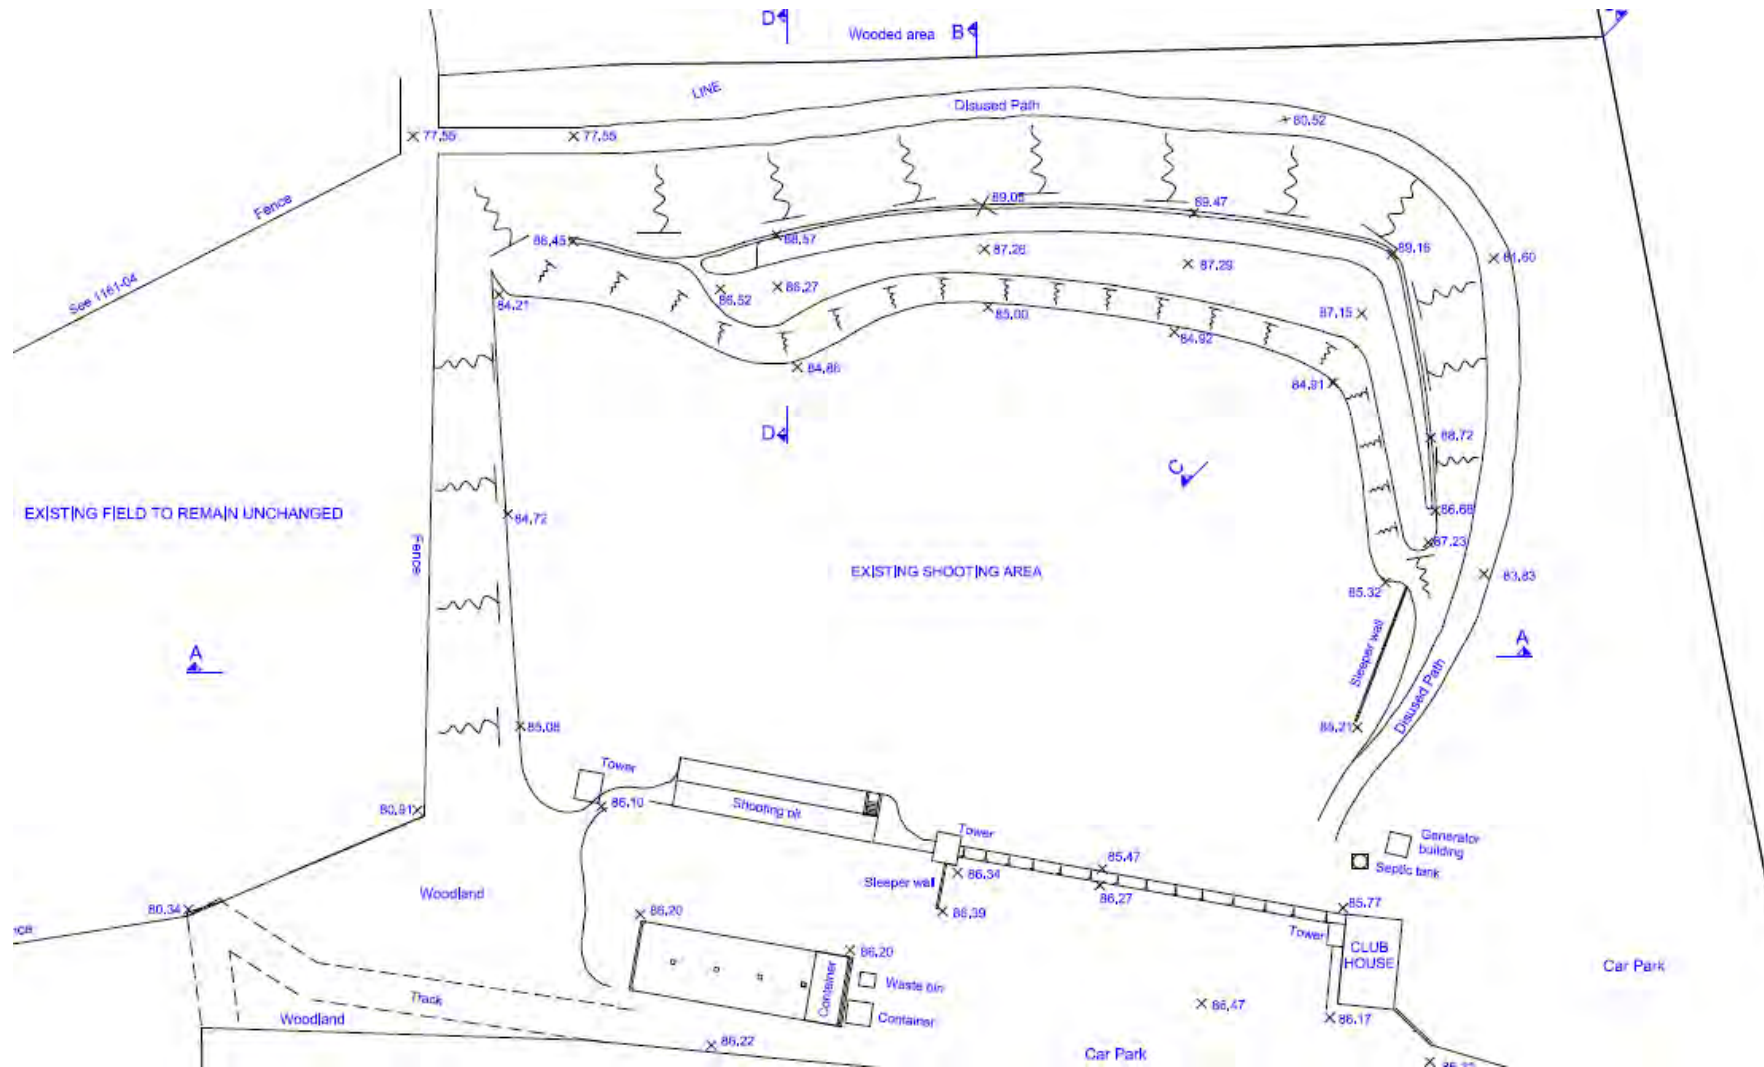 D
Wooded area
B
LINE
Disused Path
80.52
77.55
77.55
Fence
See 1161-04
89.05
89.47
86.45
88.57
87.26
87.29
89.16
81.60
84.21
86.52
86.27
85.00
84.92
87.15
84.86
84.91
D
88.72
C
EXISTING FIELD TO REMAIN UNCHANGED
84.72
86.68
Fence
87.23
EXISTING SHOOTING AREA
85.32
83.83
A
Sleeper wall
A
Disused Path
85.08
85.21
Tower
86.10
Shooting pit
80.91
Tower
Generator
building
85.47
Septic tank
Sleeper wall
86.34
86.27
Woodland
80.34
86.20
86.39
85.77
Tower
CLUB
HOUSE
86.20
Container
Car Park
Waste bin
Track
Woodland
Container
86.47
86.17
86.22
Car Park